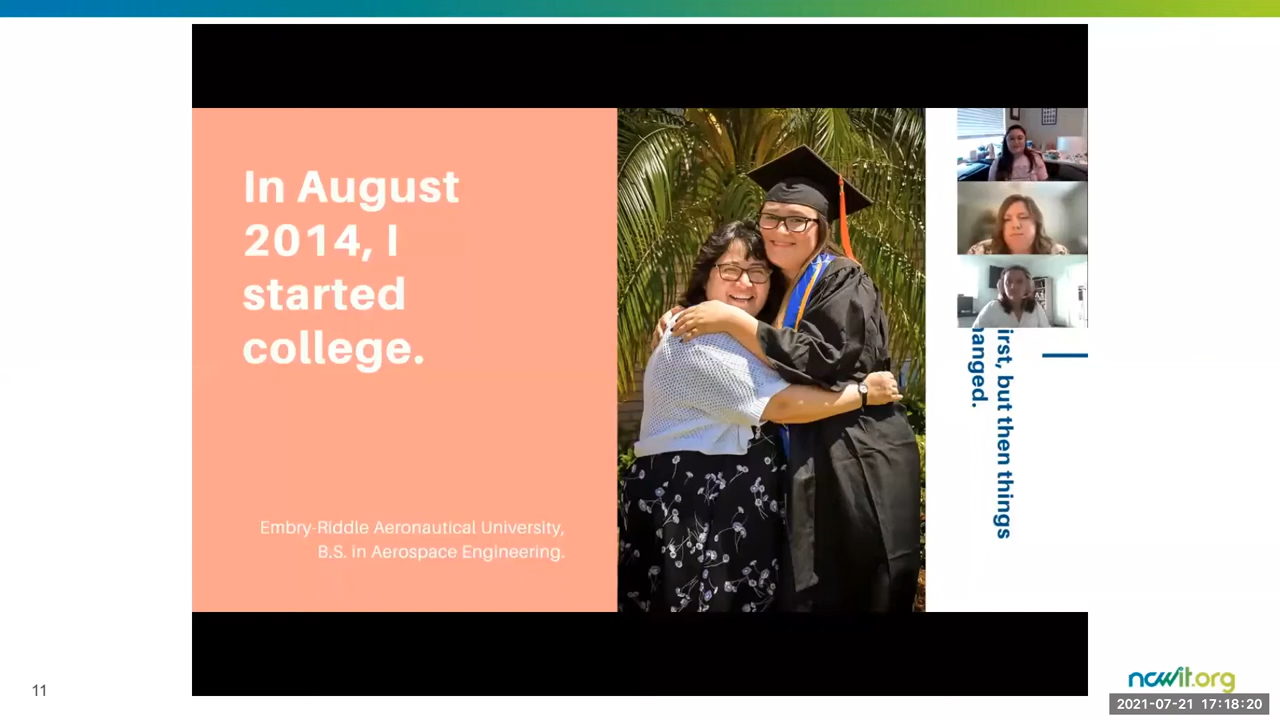 In August
2014, I
started
college.
Embry-Riddle Aeronautical University,
B.S. in Aerospace Engineering.
irst, but then things
anged.
11
ncwit.org
2021-07-21 17:18:20